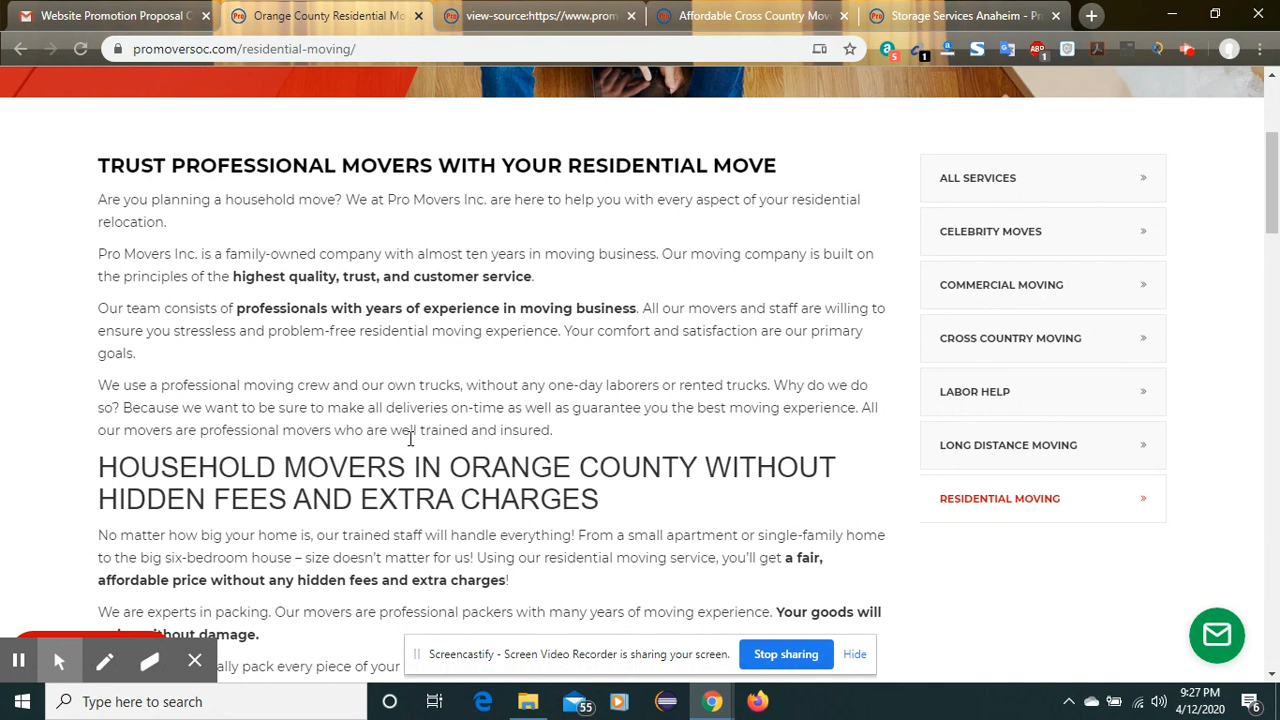 Website Promotion Proposal C
Orange County Residential Mo
view-source:https://www.prom
Affordable Cross Country Mov
Storage Services Anaheim - Pr
promoversoc.com/residential-moving/
5
1
ABP
1
TRUST PROFESSIONAL MOVERS WITH YOUR RESIDENTIAL MOVE
Are you planning a household move? We at Pro Movers Inc. are here to help you with every aspect of your residential
relocation.
Pro Movers Inc. is a family-owned company with almost ten years in moving business. Our moving company is built on
the principles of the highest quality, trust, and customer service.
Our team consists of professionals with years of experience in moving business. All our movers and staff are willing to
ensure you stressless and problem-free residential moving experience. Your comfort and satisfaction are our primary
goals.
We use a professional moving crew and our own trucks, without any one-day laborers or rented trucks. Why do we do
so? Because we want to be sure to make all deliveries on-time as well as guarantee you the best moving experience. All
our movers are professional movers who are well trained and insured.
HOUSEHOLD MOVERS IN ORANGE COUNTY WITHOUT
HIDDEN FEES AND EXTRA CHARGES
No matter how big your home is, our trained staff will handle everything! From a small apartment or single-family home
to the big six-bedroom house – size doesn't matter for us! Using our residential moving service, you'll get a fair,
affordable price without any hidden fees and extra charges!
We are experts in packing. Our movers are professional packers with many years of moving experience. Your goods will
without damage.
pack every piece of your
ALL SERVICES
CELEBRITY MOVES
COMMERCIAL MOVING
CROSS COUNTRY MOVING
LABOR HELP
LONG DISTANCE MOVING
RESIDENTIAL MOVING
Screencastify - Screen Video Recorder is sharing your screen.
Stop sharing
Hide
Type here to search
55
9:27 PM
4/12/2020
6